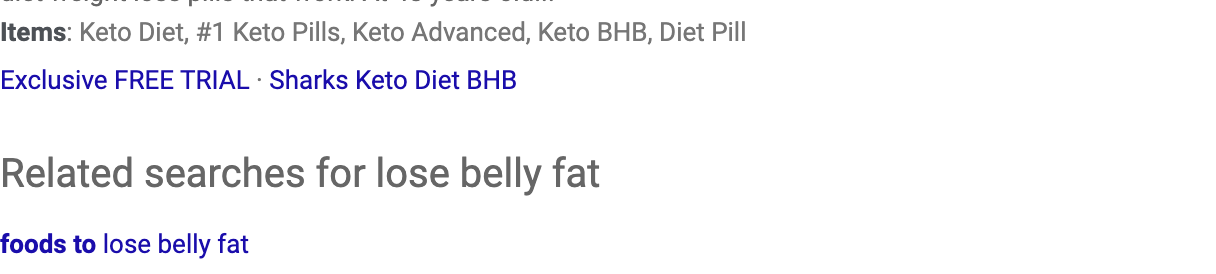 Items: Keto Diet, #1 Keto Pills, Keto Advanced, Keto BHB, Diet Pill
Exclusive FREE TRIAL · Sharks Keto Diet BHB
Related searches for lose belly fat
foods to lose belly fat